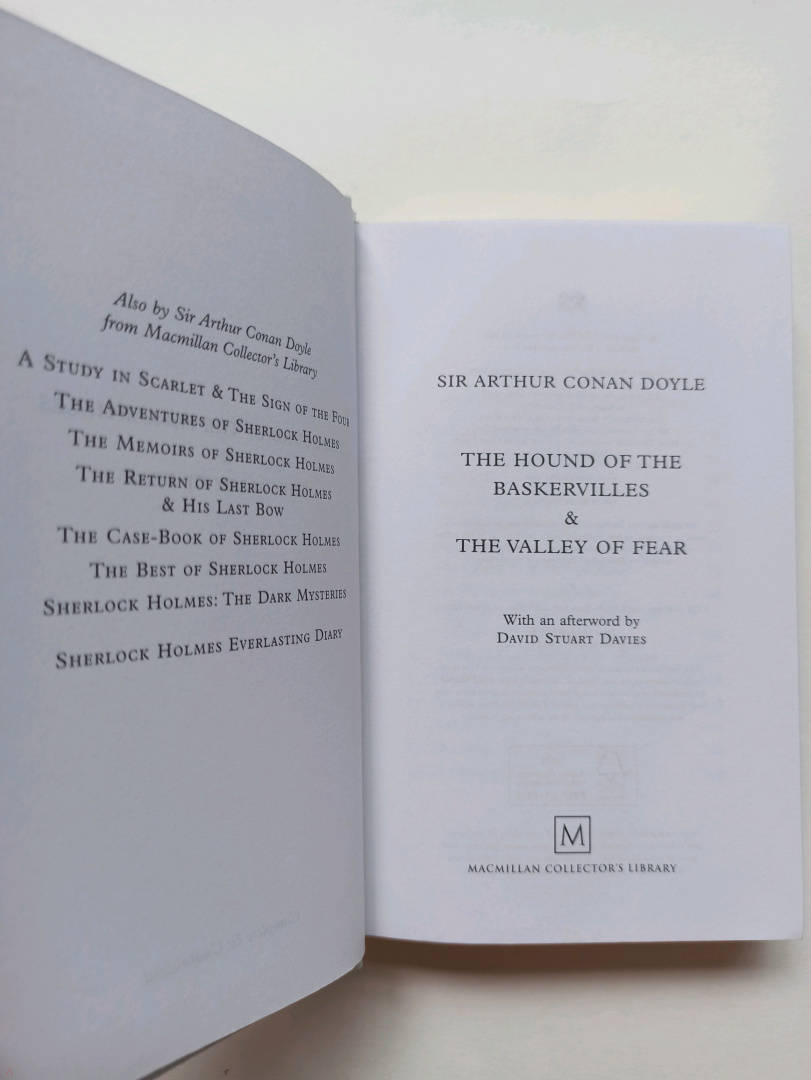 Also by Sir Arthur Conan Doyle
from Macmillan Collector's Library
A Study in Scarlet & The Sign of the Four
The Adventures of Sherlock Holmes
The Memoirs of Sherlock Holmes
The Return of Sherlock Holmes
& His Last Bow
The Case-Book of Sherlock Holmes
The Best of Sherlock Holmes
Sherlock Holmes: The Dark Mysteries
Sherlock Holmes Everlasting Diary
SIR ARTHUR CONAN DOYLE
THE HOUND OF THE
BASKERVILLES
&
THE VALLEY OF FEAR
With an afterword by
David Stuart Davies
M
MACMILLAN COLLECTOR'S LIBRARY